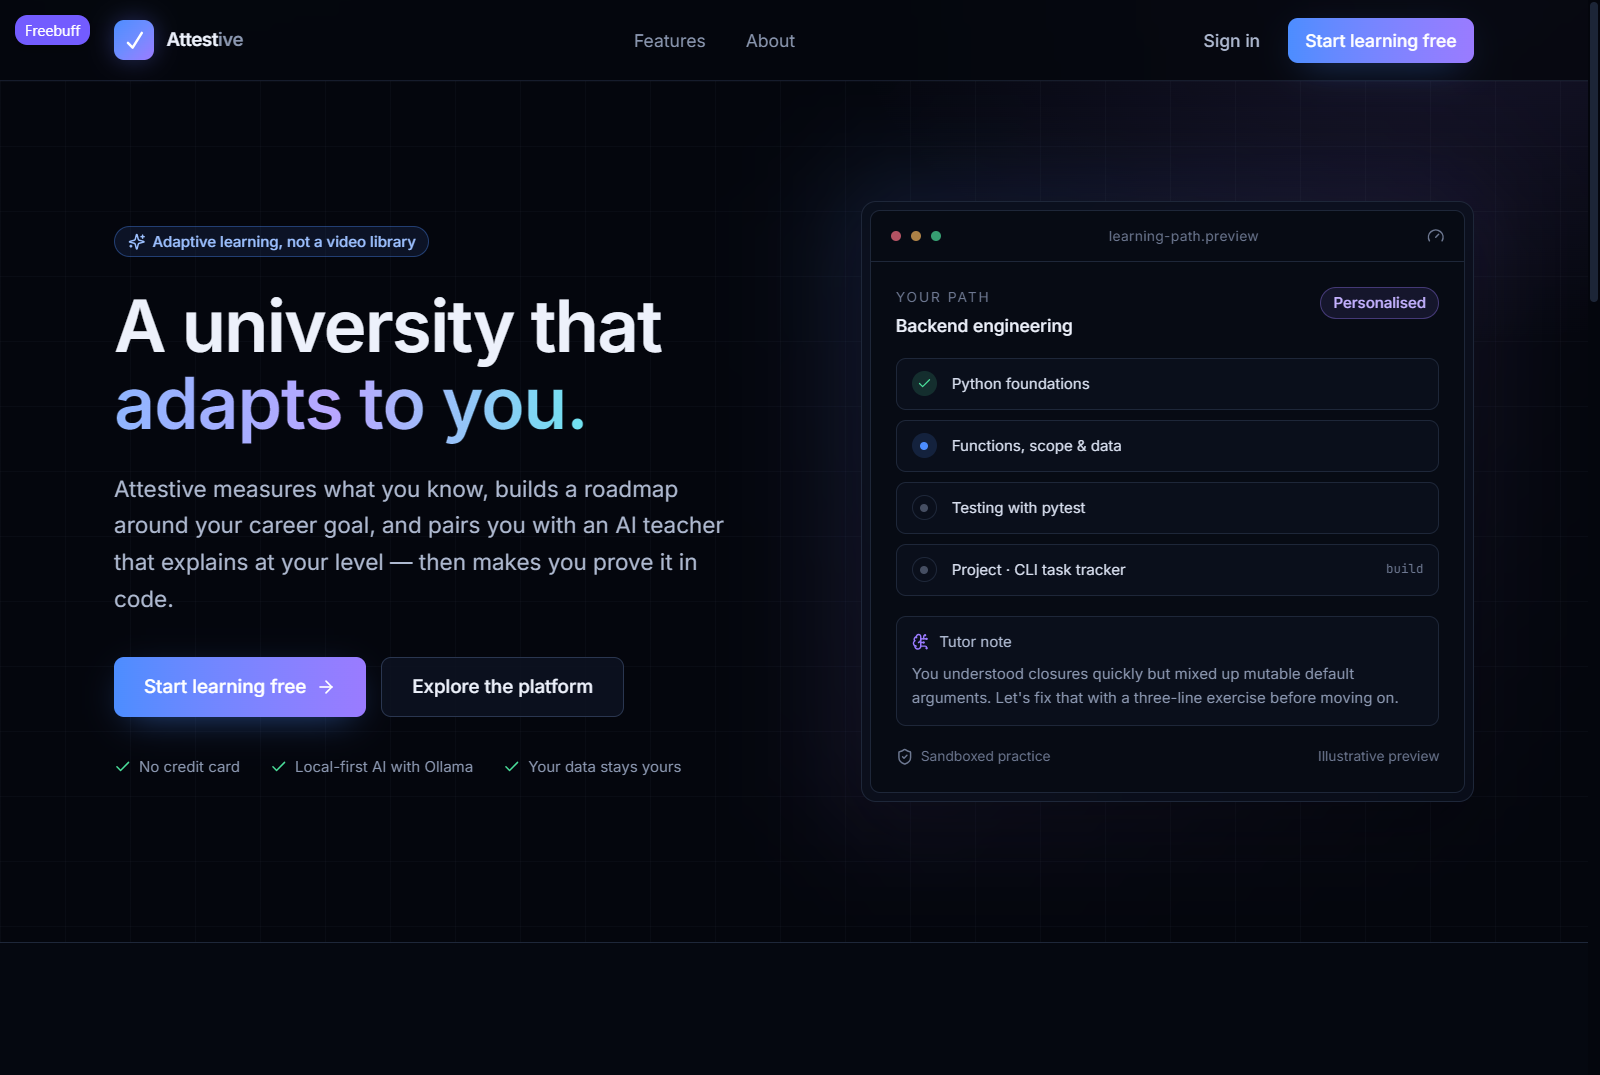 Freebuff
Attestive
Features
About
Sign in
Start learning free
Adaptive learning, not a video library
A university that
adapts to you.
Attestive measures what you know, builds a roadmap
around your career goal, and pairs you with an AI teacher
that explains at your level — then makes you prove it in
code.
Start learning free
Explore the platform
No credit card
Local-first AI with Ollama
Your data stays yours
learning-path.preview
YOUR PATH
Personalised
Backend engineering
Python foundations
Functions, scope & data
Testing with pytest
Project · CLI task tracker
build
Tutor note
You understood closures quickly but mixed up mutable default
arguments. Let's fix that with a three-line exercise before moving on.
Sandboxed practice
Illustrative preview